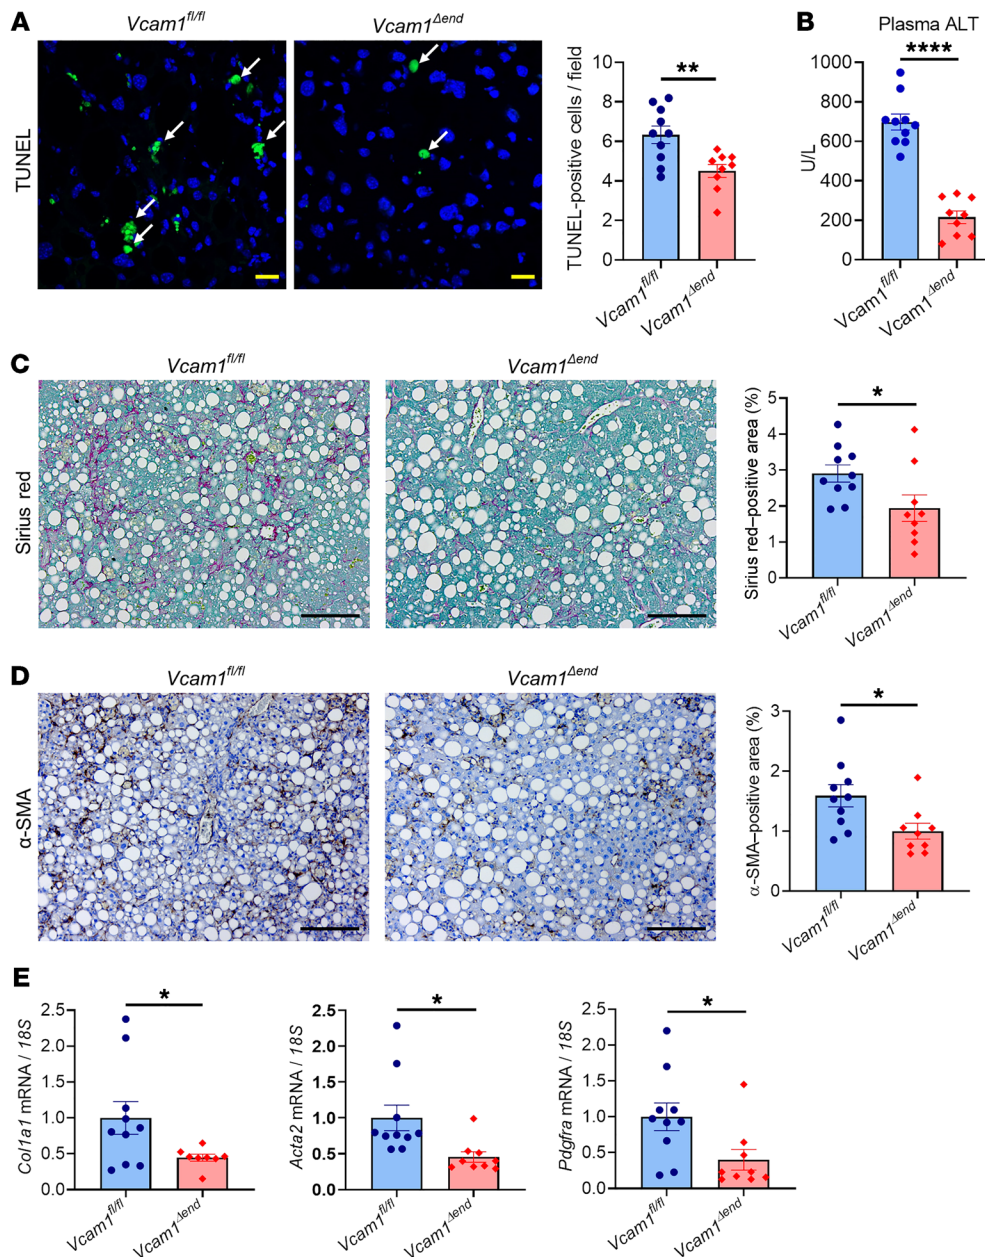 A
Vcam1fl/fl
Vcam1Δend
TUNEL
TUNEL-positive cells / field
10
8
6
4
2
0
**
Vcam1fl/fl
Vcam1Δend
B
Plasma ALT
****
U/L
1000
800
600
400
200
0
Vcam1fl/fl
Vcam1Δend
C
Vcam1fl/fl
Vcam1Δend
Sirius red
Sirius red–positive area (%)
5
4
3
2
1
0
*
Vcam1fl/fl
Vcam1Δend
D
Vcam1fl/fl
Vcam1Δend
α-SMA
α-SMA–positive area (%)
3
2
1
0
*
Vcam1fl/fl
Vcam1Δend
E
Col1a1 mRNA / 18S
2.5
2.0
1.5
1.0
0.5
0.0
*
Vcam1fl/fl
Vcam1Δend
Acta2 mRNA / 18S
2.5
2.0
1.5
1.0
0.5
0.0
*
Vcam1fl/fl
Vcam1Δend
Pdgfra mRNA / 18S
2.5
2.0
1.5
1.0
0.5
0.0
*
Vcam1fl/fl
Vcam1Δend